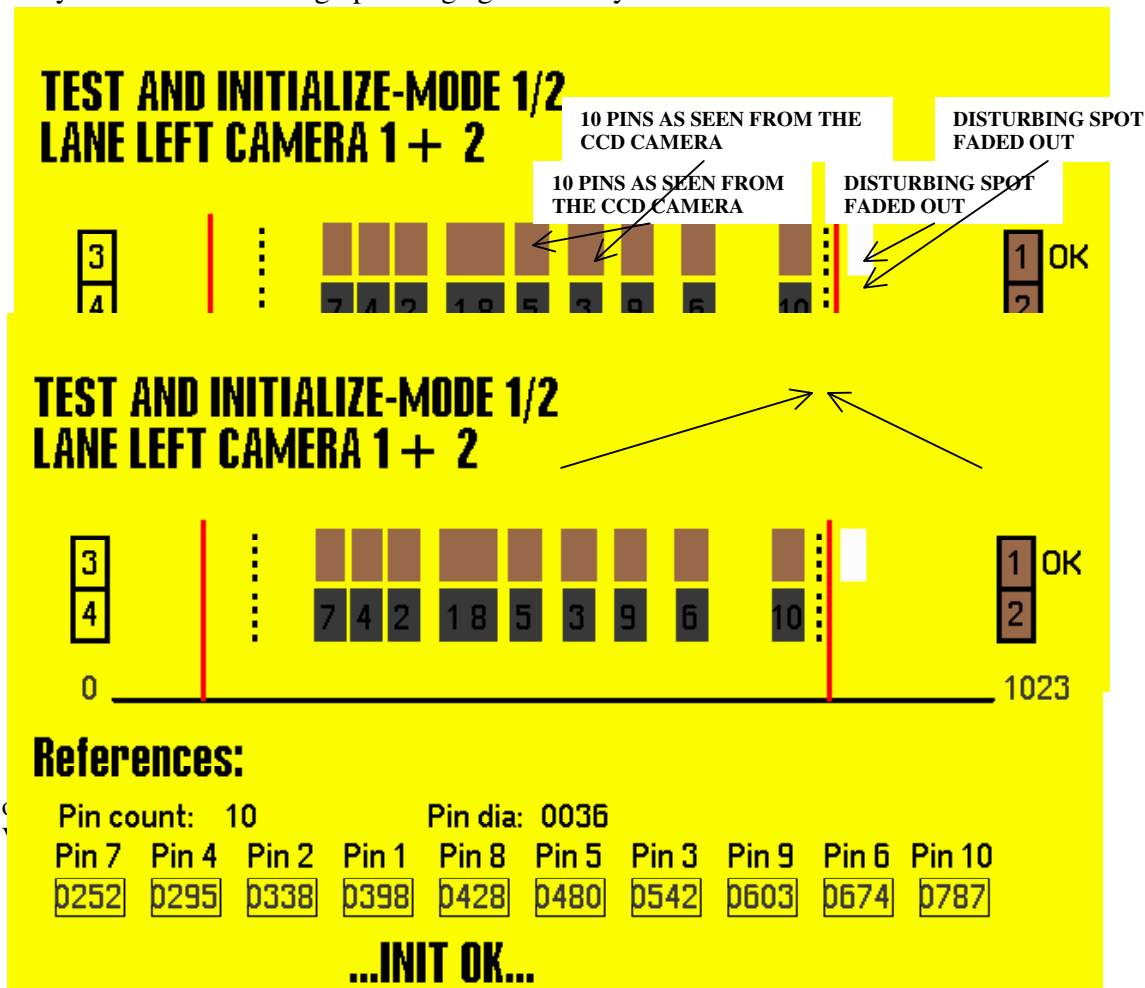 TEST AND INITIALIZE-MODE 1/2
LANE LEFT CAMERA 1 + 2
10 PINS AS SEEN FROM THE
CCD CAMERA
DISTURBING SPOT
FADED OUT
10 PINS AS SEEN FROM
THE CCD CAMERA
DISTURBING SPOT
FADED OUT
3 1 OK
4 7 4 2 1 8 5 3 9 6 10 2
TEST AND INITIALIZE-MODE 1/2
LANE LEFT CAMERA 1 + 2
3 1 OK
4 7 4 2 1 8 5 3 9 6 10 2
0 1023
References:
Pin count: 10 Pin dia: 0036
Pin 7 Pin 4 Pin 2 Pin 1 Pin 8 Pin 5 Pin 3 Pin 9 Pin 6 Pin 10
0252 0295 0338 0398 0428 0480 0542 0603 0674 0787
...INIT OK...